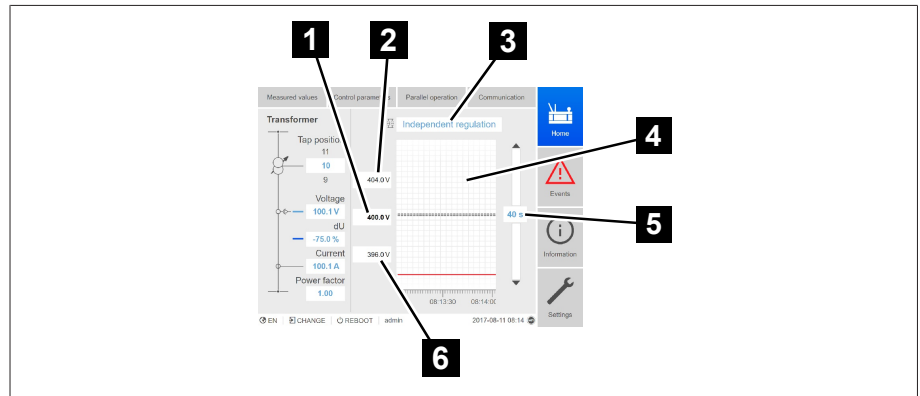 1 2 3
Measured values Control parameters Parallel operation Communication
Transformer
Independent regulation
Home
Tap position
11
10
9
404.0 V
4
Events
Voltage
100.1 V
400.0 V
40 s
5
dU
-75.0 %
Current
396.0 V
Information
100.1 A
Power factor
1.00
08:13:30 08:14:00
Settings
EN CHANGE REBOOT admin 2017-08-11 08:14
6